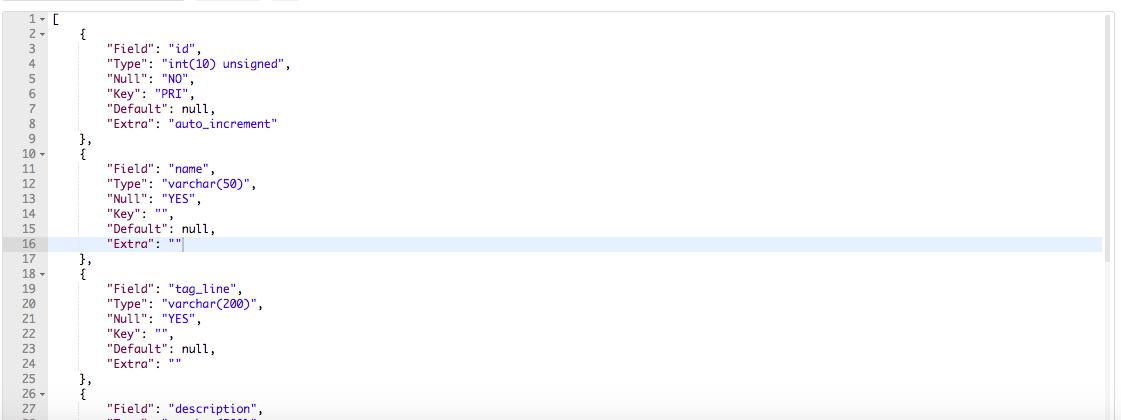 1 [
2 {
3 "Field": "id",
4 "Type": "int(10) unsigned",
5 "Null": "NO",
6 "Key": "PRI",
7 "Default": null,
8 "Extra": "auto_increment"
9 },
10 {
11 "Field": "name",
12 "Type": "varchar(50)",
13 "Null": "YES",
14 "Key": "",
15 "Default": null,
16 "Extra": ""
17 },
18 {
19 "Field": "tag_line",
20 "Type": "varchar(200)",
21 "Null": "YES",
22 "Key": "",
23 "Default": null,
24 "Extra": ""
25 },
26 {
27 "Field": "description",